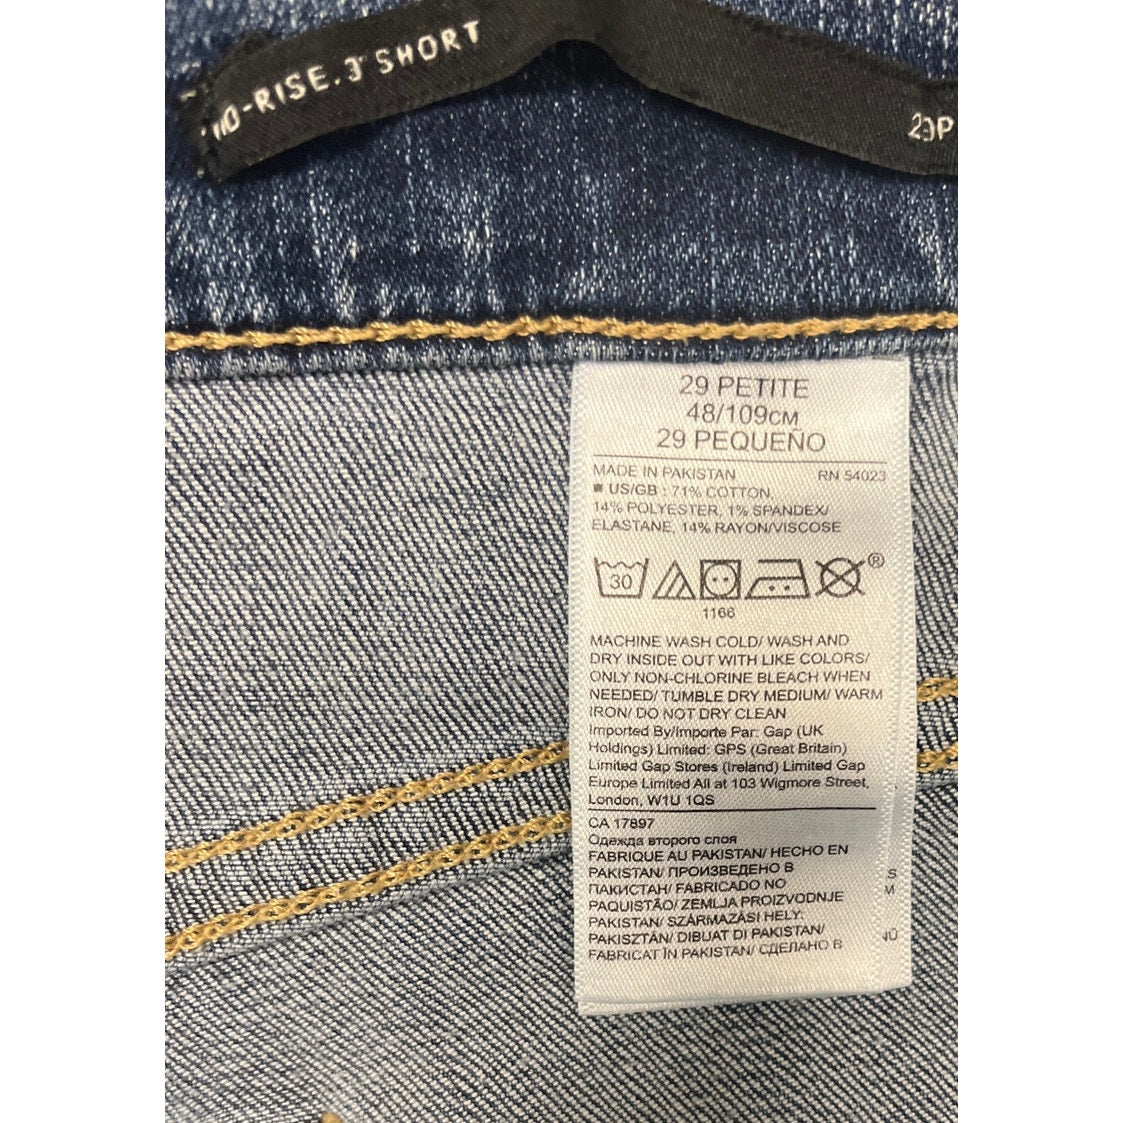 -RISE. 3" SHORT
29P
29 PETITE
48/109CM
29 PEQUEÑO
MADE IN PAKISTAN RN 54023
US/GB : 71% COTTON,
14% POLYESTER, 1% SPANDEX/
ELASTANE, 14% RAYON/VISCOSE
30
®
1166
MACHINE WASH COLD/ WASH AND
DRY INSIDE OUT WITH LIKE COLORS/
ONLY NON-CHLORINE BLEACH WHEN
NEEDED/ TUMBLE DRY MEDIUM/ WARM
IRON/ DO NOT DRY CLEAN
Imported By/Importe Par: Gap (UK
Holdings) Limited: GPS (Great Britain)
Limited Gap Stores (Ireland) Limited Gap
Europe Limited All at 103 Wigmore Street,
London, W1U 1QS
CA 17897
Одежда второго слоя
FABRIQUE AU PAKISTAN/ HECHO EN
PAKISTAN/ ПРОИЗВЕДЕНО В
ПАКИСТАН/ FABRICADO NO
PAQUISTÃO/ ZEMLJA PROIZVODNJE
PAKISTAN/ SZÁRMAZÁSI HELY:
PAKISZTÁN/ DIBUAT DI PAKISTAN/
FABRICAT ÎN PAKISTAN/ СДЕЛАНО В